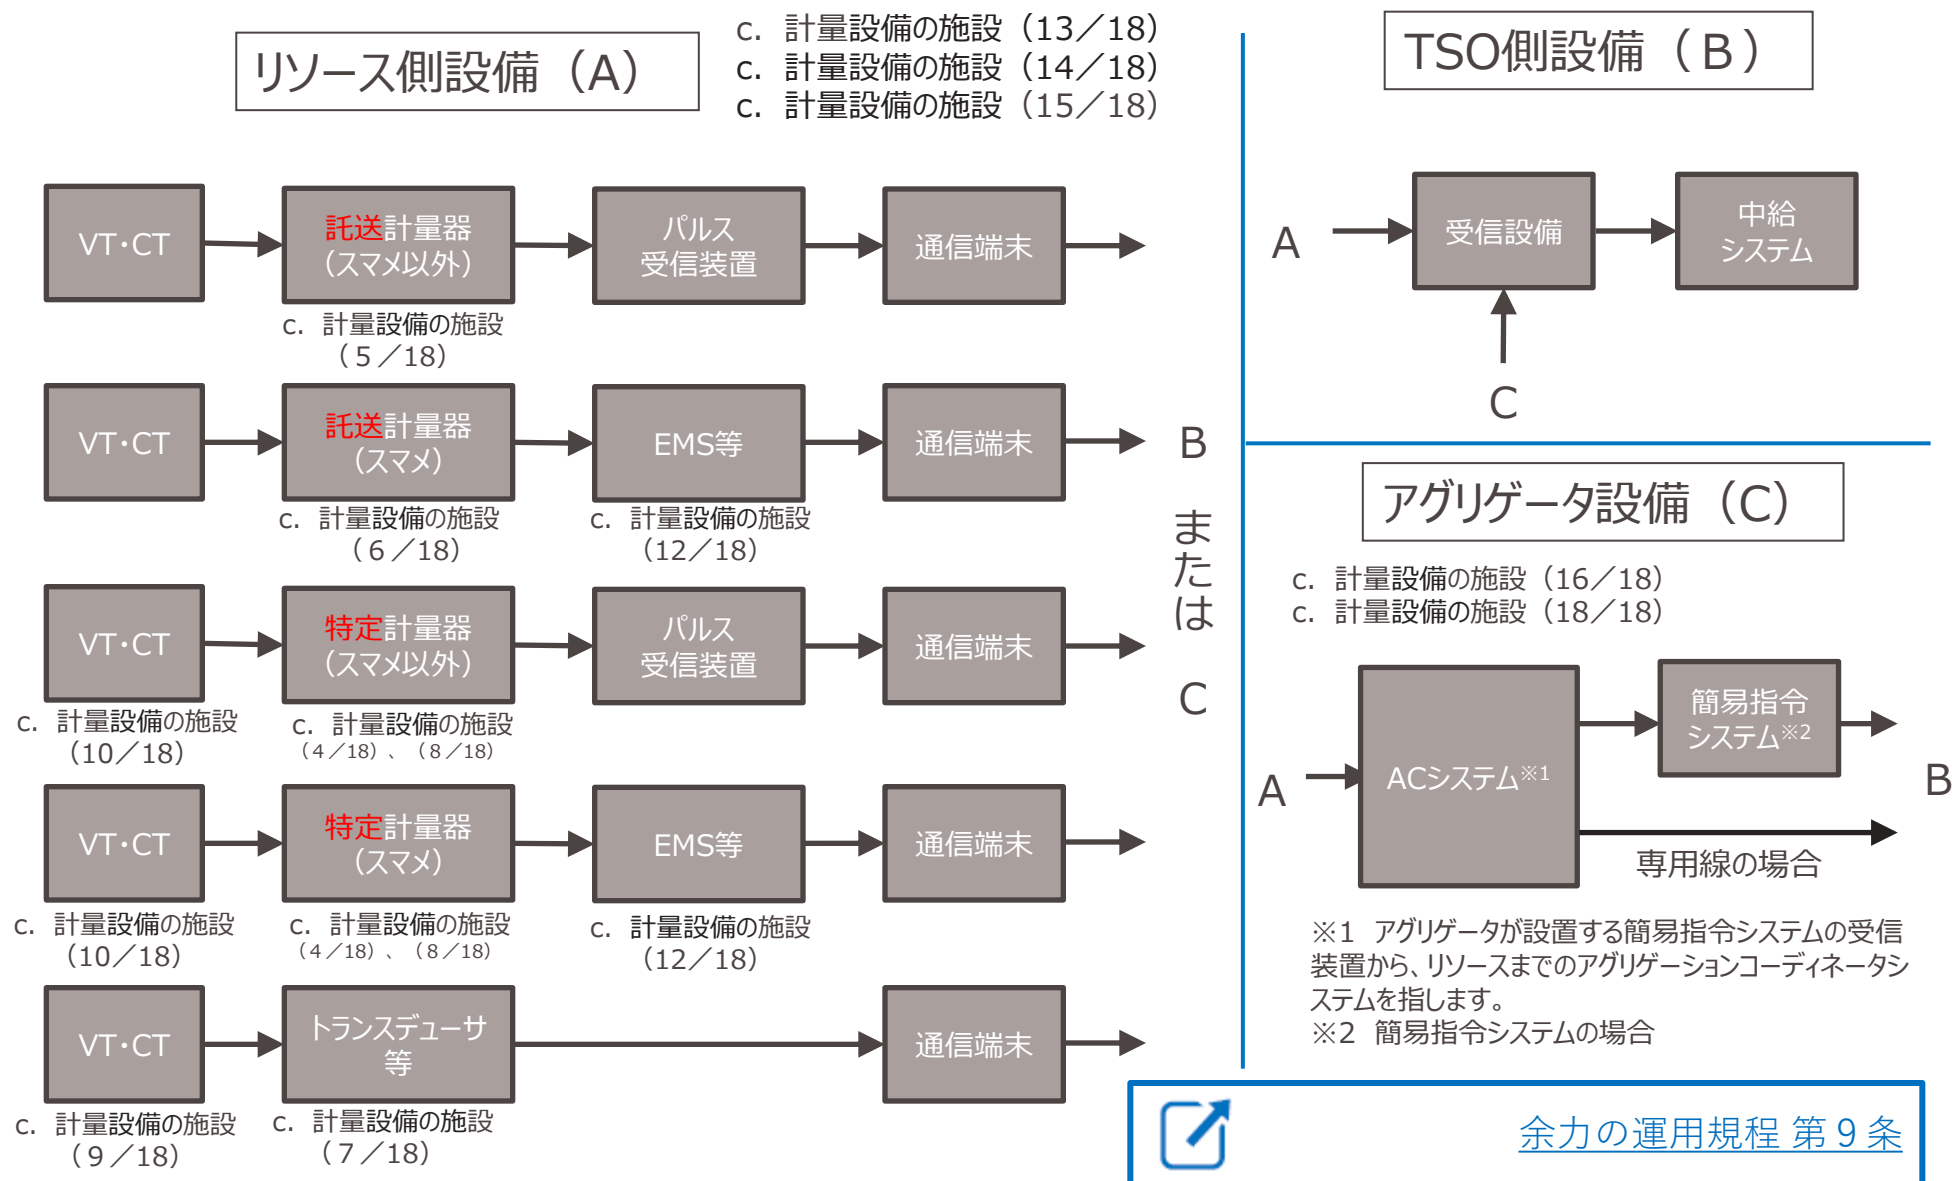 リソース側設備（A）
c. 計量設備の施設（13／18）
c. 計量設備の施設（14／18）
c. 計量設備の施設（15／18）
VT・CT
託送計量器
（スマメ以外）
パルス
受信装置
通信端末
c. 計量設備の施設
（５／18）
VT・CT
託送計量器
（スマメ）
EMS等
通信端末
c. 計量設備の施設
（６／18）
c. 計量設備の施設
（12／18）
VT・CT
特定計量器
（スマメ以外）
パルス
受信装置
通信端末
c. 計量設備の施設
（10／18）
c. 計量設備の施設
（４／18）、（８／18）
VT・CT
特定計量器
（スマメ）
EMS等
通信端末
c. 計量設備の施設
（10／18）
c. 計量設備の施設
（４／18）、（８／18）
c. 計量設備の施設
（12／18）
VT・CT
トランスデューサ
等
通信端末
c. 計量設備の施設
（９／18）
c. 計量設備の施設
（７／18）
B または C
TSO側設備（Ｂ）
A
受信設備
中給
システム
C
アグリゲータ設備（C）
c. 計量設備の施設（16／18）
c. 計量設備の施設（18／18）
A
ACシステム※1
簡易指令
システム※2
B
専用線の場合
※1 アグリゲータが設置する簡易指令システムの受信
装置から、リソースまでのアグリゲーションコーディネータシ
ステムを指します。
※2 簡易指令システムの場合
余力の運用規程 第９条